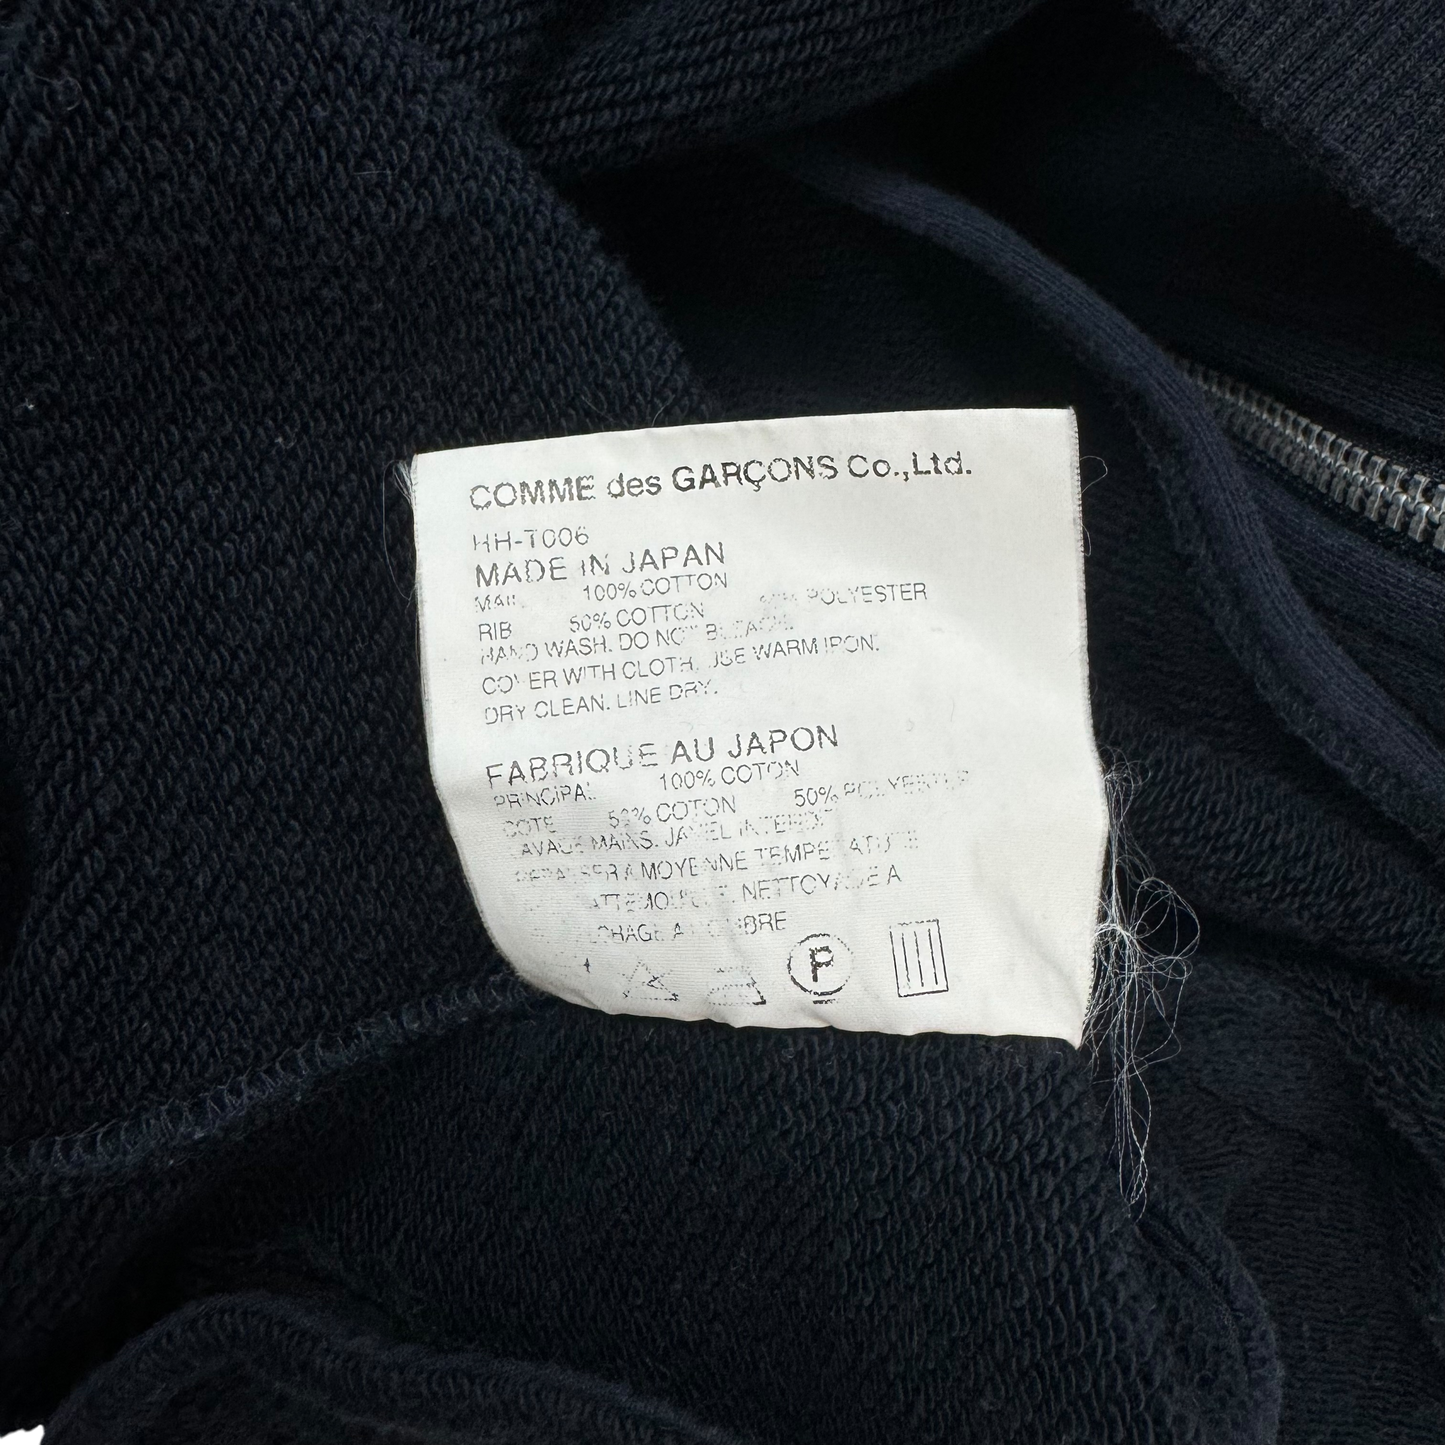 COMME des GARÇONS Co.,Ltd.
HH-T006
MADE IN JAPAN
100% COTTON
RIB 50% COTTON POLYESTER
HAND WASH. DO NOT BLEACH.
COVER WITH CLOTH. USE WARM IRON.
DRY CLEAN. LINE DRY.
FABRIQUE AU JAPON
PRINCIPAL 100% COTON
COTE 50% COTON 50% POLYESTER
LAVAGE MAINS. JAVEL INTERDIT
A MOYENNE TEMPERATURE
NETTOYAGE A
P